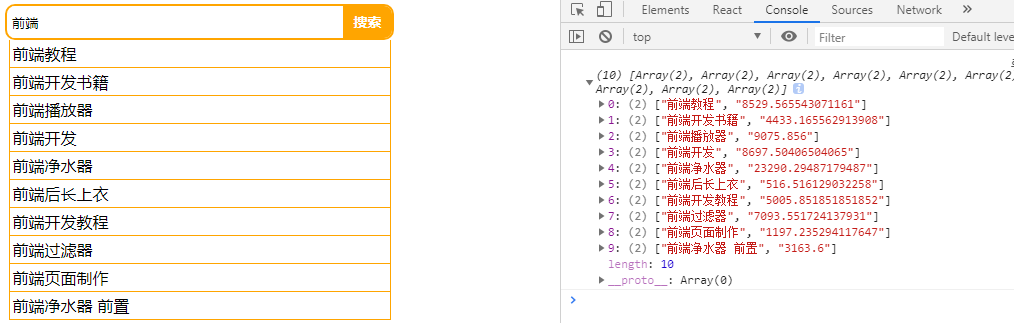 前端 搜索
前端教程
前端开发书籍
前端播放器
前端开发
前端净水器
前端后长上衣
前端开发教程
前端过滤器
前端页面制作
前端净水器 前置
Elements React Console Sources Network »
top Filter Default leve
(10) [Array(2), Array(2), Array(2), Array(2), Array(2), Array(2), Array(2), Array(2), Array(2), Array(2)]
0: (2) ["前端教程", "8529.565543071161"]
1: (2) ["前端开发书籍", "4433.165562913908"]
2: (2) ["前端播放器", "9075.856"]
3: (2) ["前端开发", "8697.50406504065"]
4: (2) ["前端净水器", "23290.29487179487"]
5: (2) ["前端后长上衣", "516.516129032258"]
6: (2) ["前端开发教程", "5005.851851851852"]
7: (2) ["前端过滤器", "7093.551724137931"]
8: (2) ["前端页面制作", "1197.235294117647"]
9: (2) ["前端净水器 前置", "3163.6"]
length: 10
__proto__: Array(0)